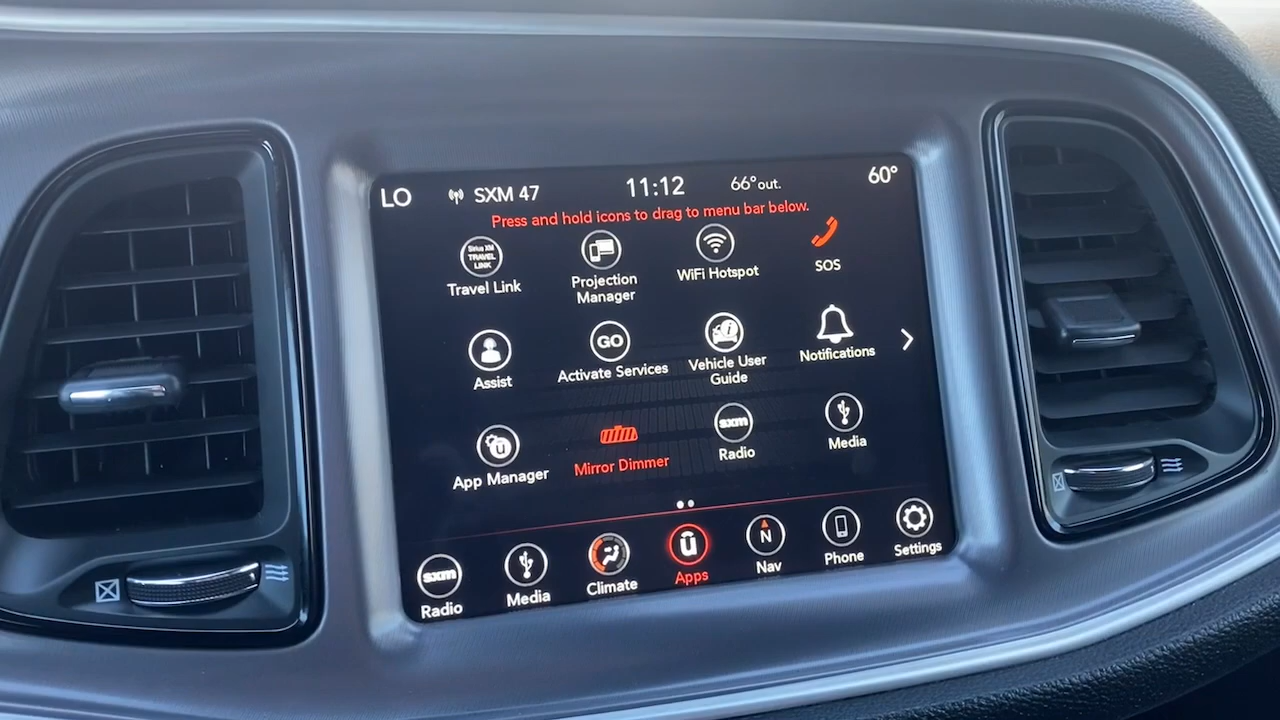 LO SXM 47 11:12 66° out. 60°
Press and hold icons to drag to menu bar below.
Sirius XM
TRAVEL
LINK
Travel Link
Projection
Manager
WiFi Hotspot
SOS
Assist
GO
Activate Services
Vehicle User
Guide
Notifications
App Manager
Mirror Dimmer
sxm
Radio
Media
sxm
Radio
Media
Climate
Apps
N
Nav
Phone
Settings